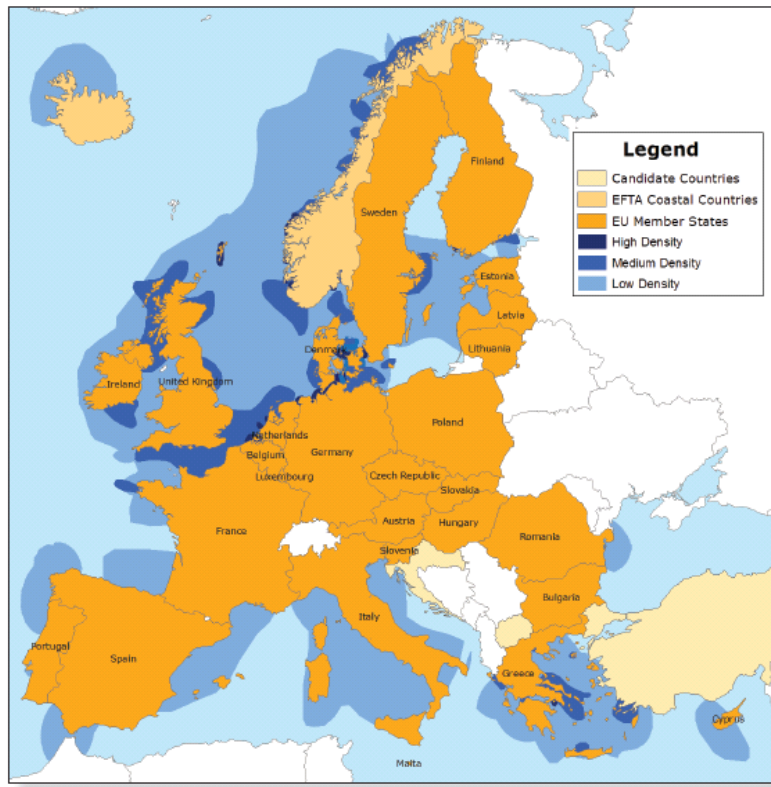 Legend
Candidate Countries
EFTA Coastal Countries
EU Member States
High Density
Medium Density
Low Density
Finland
Sweden
Estonia
Latvia
Lithuania
Denmark
Ireland
United Kingdom
Netherlands
Belgium
Luxembourg
Germany
Poland
Czech Republic
Slovakia
Austria
Hungary
Slovenia
France
Romania
Bulgaria
Italy
Portugal
Spain
Greece
Cyprus
Malta